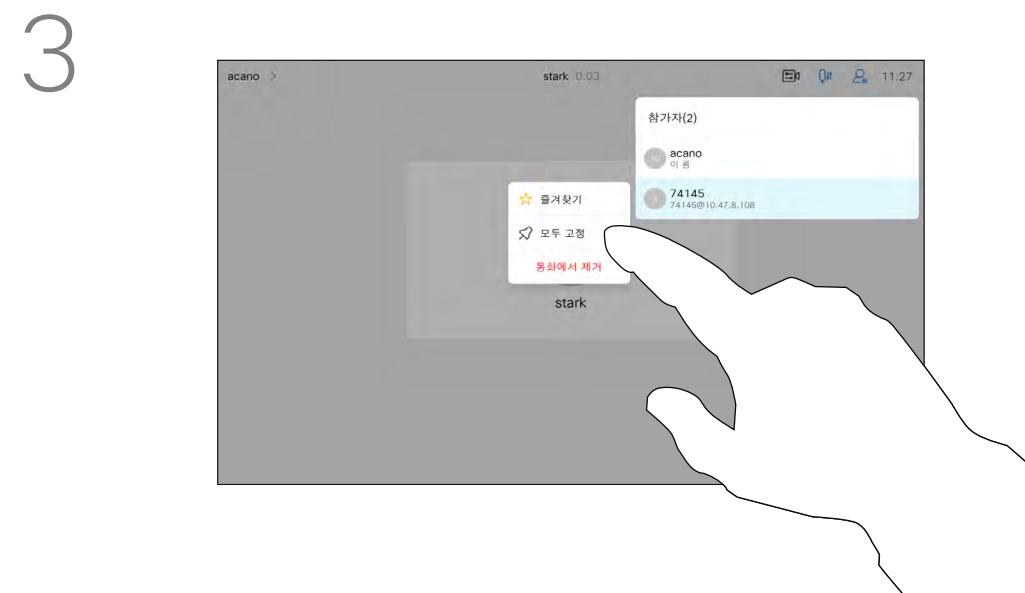 3
acano >
stark 0:03
11:27
참가자(2)
acano
이 름
74145
74145@10.47.8.108
즐겨찾기
모두 고정
통화에서 제거
stark